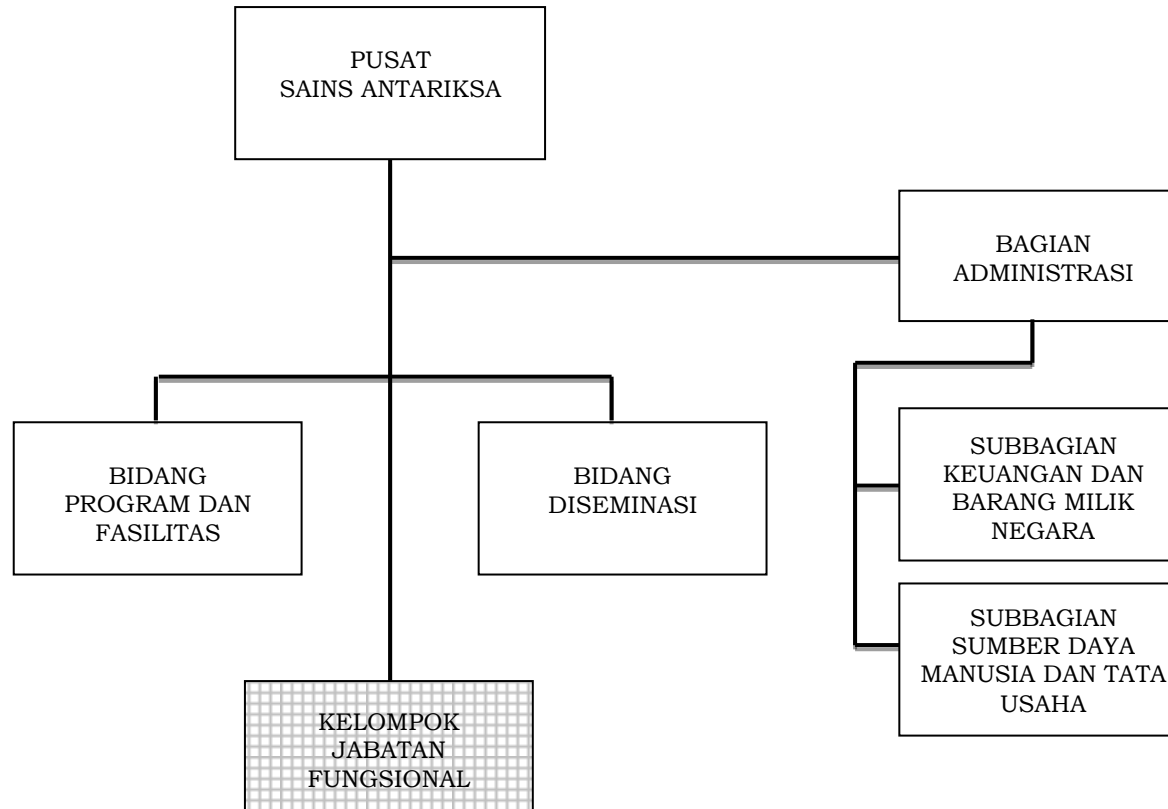 PUSAT
SAINS ANTARIKSA
BAGIAN
ADMINISTRASI
BIDANG
PROGRAM DAN
FASILITAS
BIDANG
DISEMINASI
SUBBAGIAN
KEUANGAN DAN
BARANG MILIK
NEGARA
SUBBAGIAN
SUMBER DAYA
MANUSIA DAN TATA
USAHA
KELOMPOK
JABATAN
FUNGSIONAL